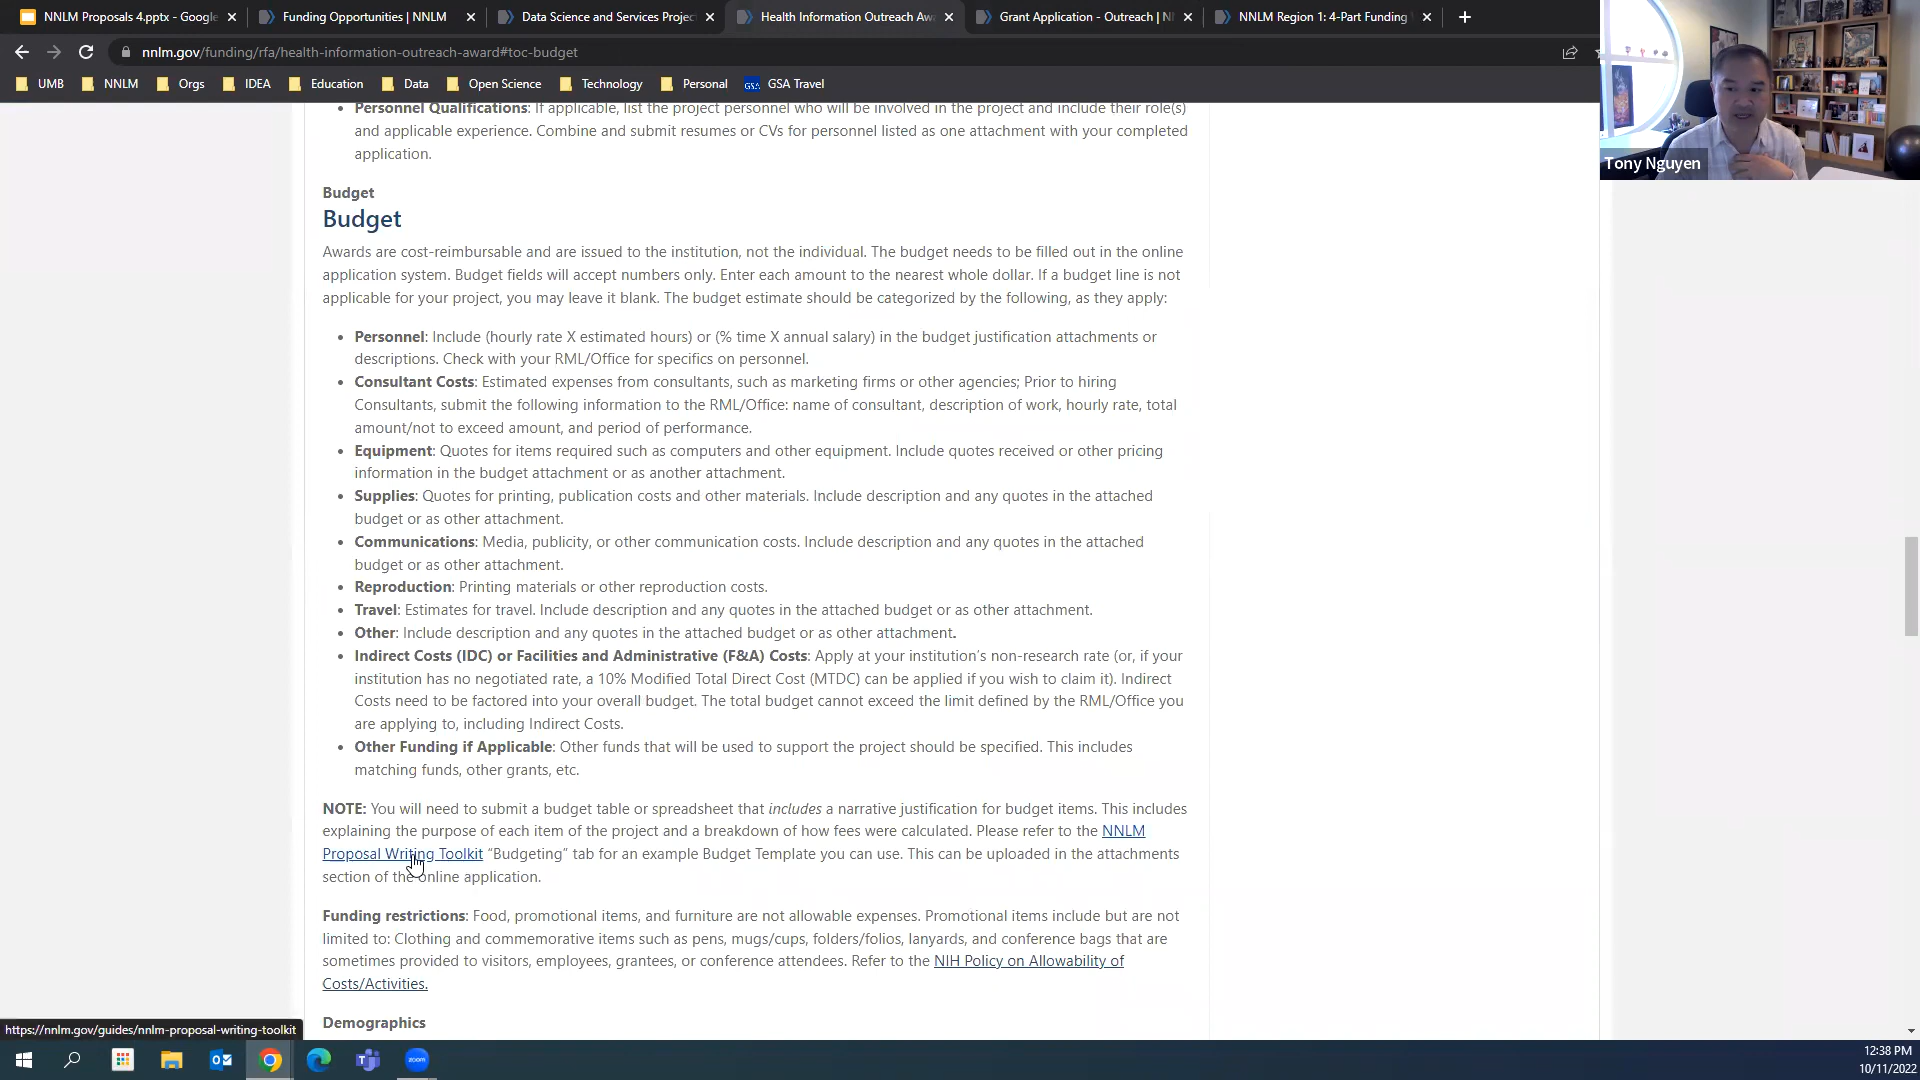 NNLM Proposals 4.pptx - Google
Funding Opportunities | NNLM
Data Science and Services Projec
Health Information Outreach Aw
Grant Application - Outreach | N
NNLM Region 1: 4-Part Funding
nnlm.gov/funding/rfa/health-information-outreach-award#toc-budget
UMB
NNLM
Orgs
IDEA
Education
Data
Open Science
Technology
Personal
GSA
GSA Travel
Tony Nguyen
• Personnel Qualifications: If applicable, list the project personnel who will be involved in the project and include their role(s)
and applicable experience. Combine and submit resumes or CVs for personnel listed as one attachment with your completed
application.
Budget
Budget
Awards are cost-reimbursable and are issued to the institution, not the individual. The budget needs to be filled out in the online
application system. Budget fields will accept numbers only. Enter each amount to the nearest whole dollar. If a budget line is not
applicable for your project, you may leave it blank. The budget estimate should be categorized by the following, as they apply:
• Personnel: Include (hourly rate X estimated hours) or (% time X annual salary) in the budget justification attachments or
descriptions. Check with your RML/Office for specifics on personnel.
• Consultant Costs: Estimated expenses from consultants, such as marketing firms or other agencies; Prior to hiring
Consultants, submit the following information to the RML/Office: name of consultant, description of work, hourly rate, total
amount/not to exceed amount, and period of performance.
• Equipment: Quotes for items required such as computers and other equipment. Include quotes received or other pricing
information in the budget attachment or as another attachment.
• Supplies: Quotes for printing, publication costs and other materials. Include description and any quotes in the attached
budget or as other attachment.
• Communications: Media, publicity, or other communication costs. Include description and any quotes in the attached
budget or as other attachment.
• Reproduction: Printing materials or other reproduction costs.
• Travel: Estimates for travel. Include description and any quotes in the attached budget or as other attachment.
• Other: Include description and any quotes in the attached budget or as other attachment.
• Indirect Costs (IDC) or Facilities and Administrative (F&A) Costs: Apply at your institution's non-research rate (or, if your
institution has no negotiated rate, a 10% Modified Total Direct Cost (MTDC) can be applied if you wish to claim it). Indirect
Costs need to be factored into your overall budget. The total budget cannot exceed the limit defined by the RML/Office you
are applying to, including Indirect Costs.
• Other Funding if Applicable: Other funds that will be used to support the project should be specified. This includes
matching funds, other grants, etc.
NOTE: You will need to submit a budget table or spreadsheet that includes a narrative justification for budget items. This includes
explaining the purpose of each item of the project and a breakdown of how fees were calculated. Please refer to the NNLM
Proposal Writing Toolkit “Budgeting” tab for an example Budget Template you can use. This can be uploaded in the attachments
section of the online application.
Funding restrictions: Food, promotional items, and furniture are not allowable expenses. Promotional items include but are not
limited to: Clothing and commemorative items such as pens, mugs/cups, folders/folios, lanyards, and conference bags that are
sometimes provided to visitors, employees, grantees, or conference attendees. Refer to the NIH Policy on Allowability of
Costs/Activities.
Demographics
https://nnlm.gov/guides/nnlm-proposal-writing-toolkit
zoom
12:38 PM
10/11/2022